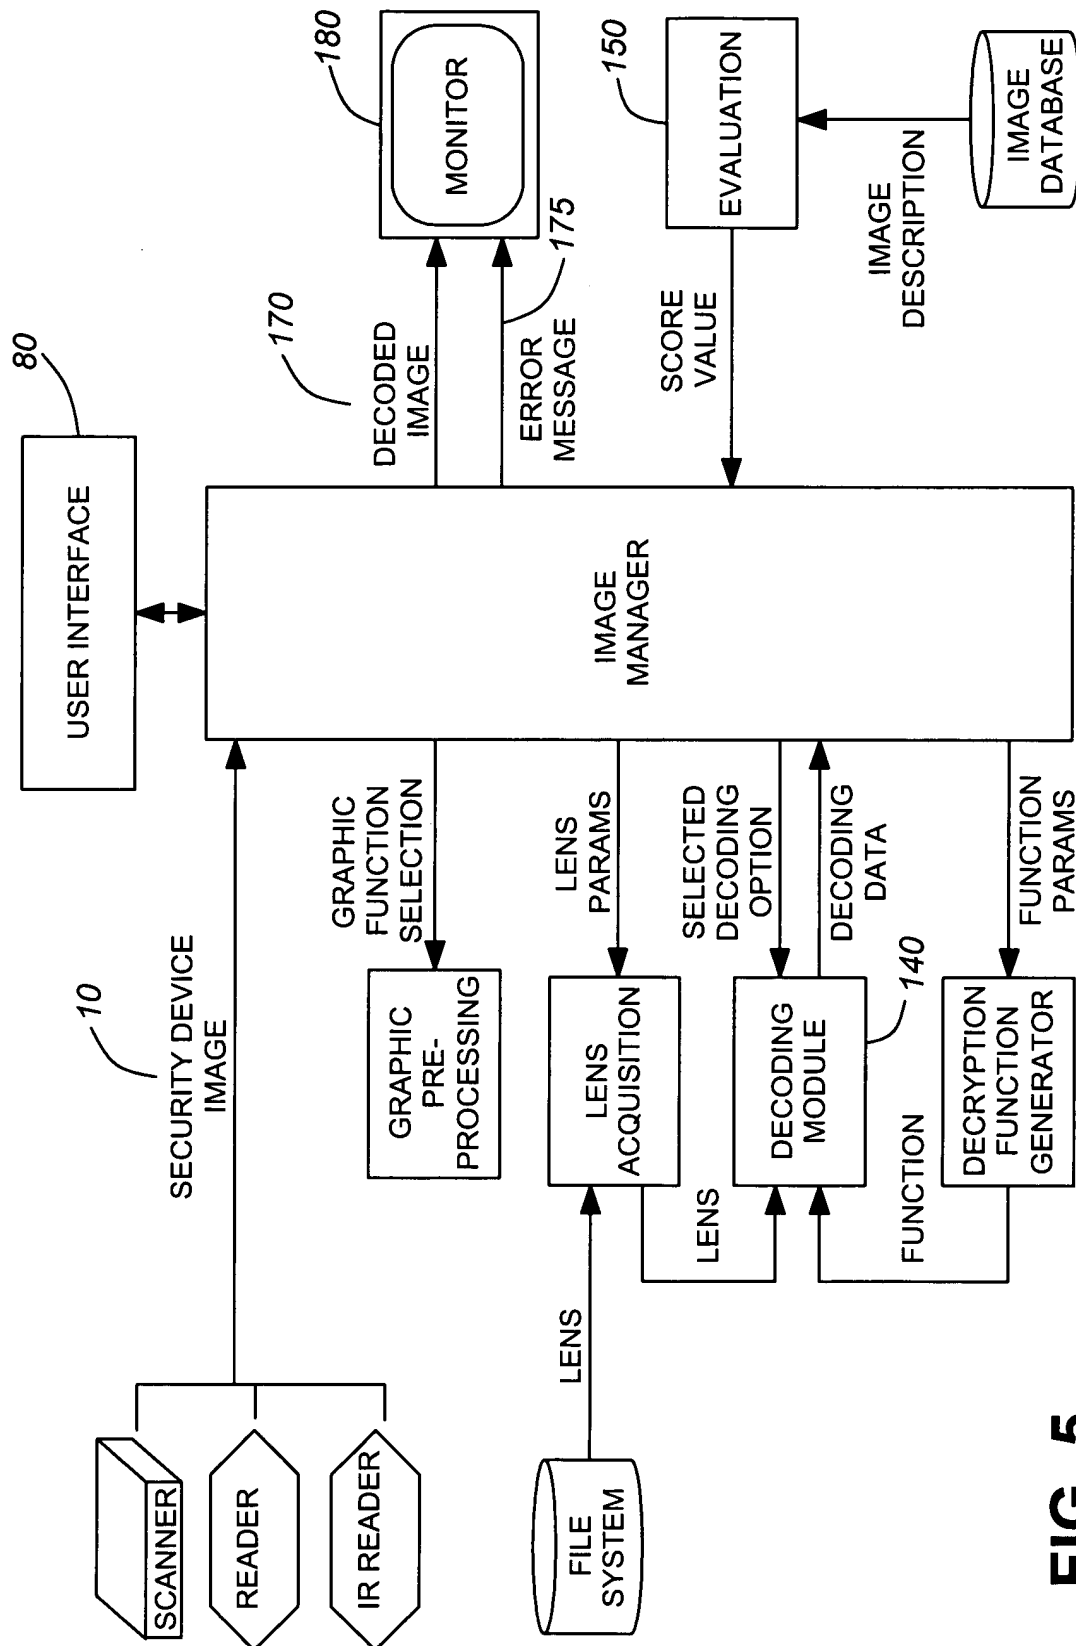 80
USER INTERFACE
10
SECURITY DEVICE
IMAGE
170
DECODED
IMAGE
180
MONITOR
175
ERROR
MESSAGE
SCANNER
READER
IR READER
GRAPHIC
FUNCTION
SELECTION
GRAPHIC
PRE-
PROCESSING
IMAGE
MANAGER
SCORE
VALUE
150
EVALUATION
IMAGE
DESCRIPTION
IMAGE
DATABASE
FILE
SYSTEM
LENS
LENS
PARAMS
LENS
ACQUISITION
LENS
SELECTED
DECODING
OPTION
DECODING
MODULE
140
DECODING
DATA
FUNCTION
FUNCTION
PARAMS
DECRYPTION
FUNCTION
GENERATOR
FIG. 5